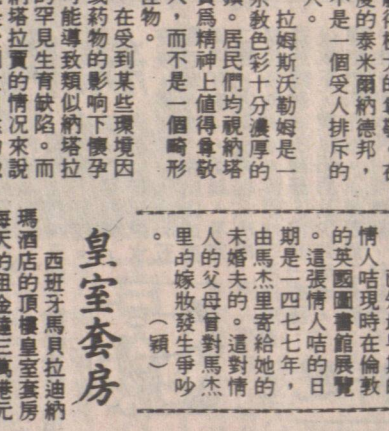 度的泰米爾納德邦，
不是一個受人排斥的
人。
拉姆斯沃勒姆是一
宗教色彩十分濃厚的
鎮。居民們均視納塔
賈爲精神上值得尊敬
人，而不是一個畸形
怪物。
在受到某些環境因
或葯物的影响下懷孕
可能導致類似納塔拉
的罕見生育缺陷。而
納塔拉賈的情况來說
情人咭現時在倫敦
的英國圖書館展覽
。這張情人咭的日
期是一四七七年，
由馬杰里寄給她的
未婚夫的。這對情
人的父母曾對馬杰
里的嫁妝發生爭吵
。　（穎）
皇室套房
西班牙馬貝拉迪納
瑪酒店的頂樓皇室套房
每天的租金達三萬港元